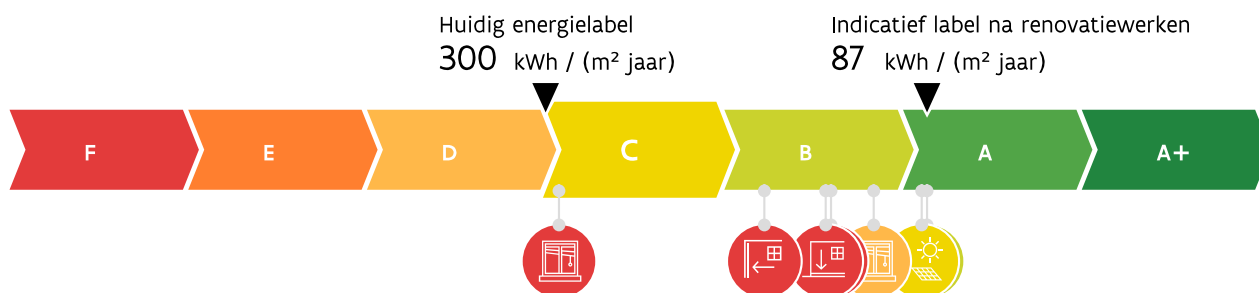 Huidig energielabel
300 kWh / (m² jaar)
Indicatief label na renovatiewerken
87 kWh / (m² jaar)
F E D C B A A+